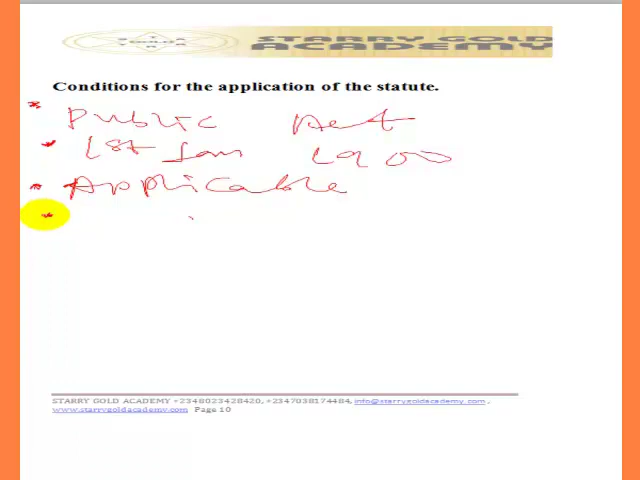 STARRY GOLD
ACADEMY
Conditions for the application of the statute.
* Public Act
* 1st Jan 1900
* Applicable
*
STARRY GOLD ACADEMY +2348023428420, +2347038174484, info@starrygoldacademy.com ,
www.starrygoldacademy.com Page 10